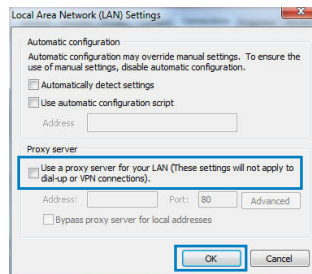 Local Area Network (LAN) Settings
Automatic configuration
Automatic configuration may override manual settings. To ensure the
use of manual settings, disable automatic configuration.
Automatically detect settings
Use automatic configuration script
Address
Proxy server
Use a proxy server for your LAN (These settings will not apply to
dial-up or VPN connections).
Address:
Port: 80
Advanced
Bypass proxy server for local addresses
OK
Cancel